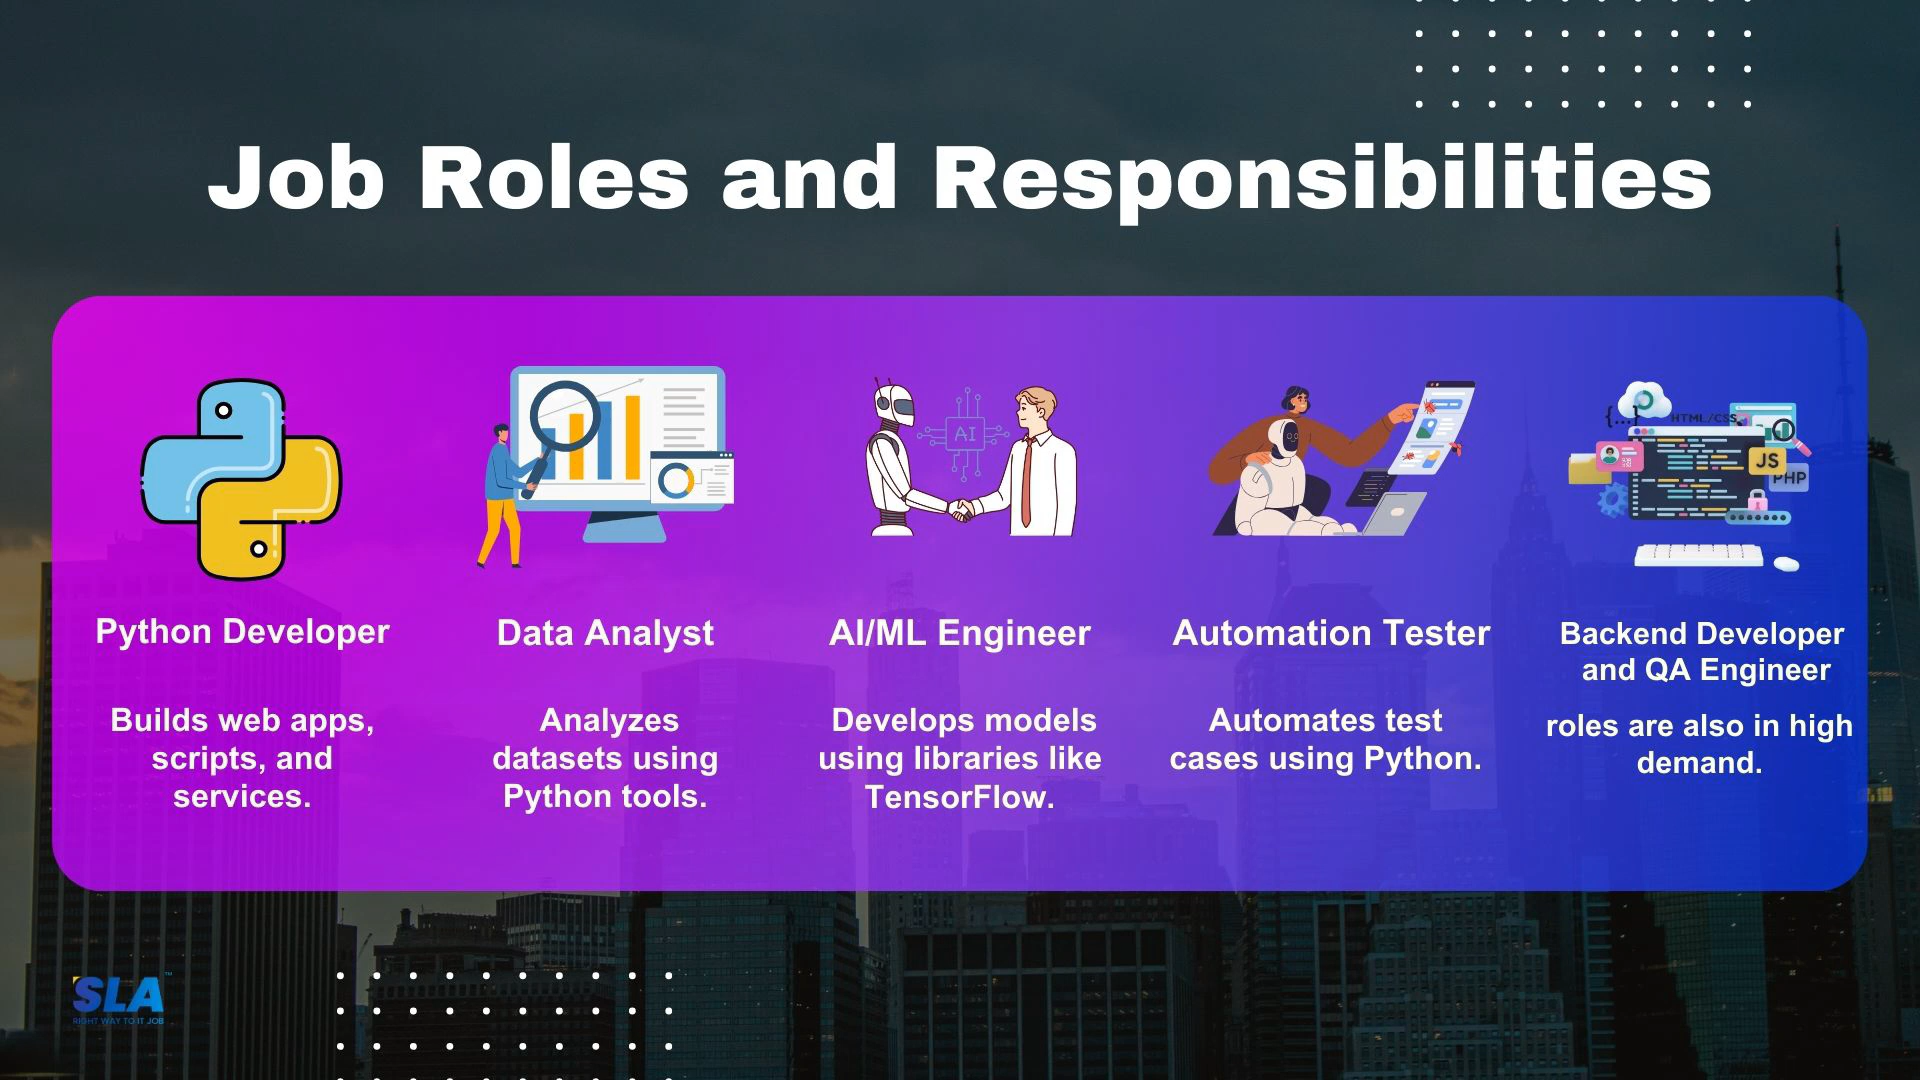 Job Roles and Responsibilities
AI
{...}
HTML/CSS
JS
PHP
Python Developer
Builds web apps,
scripts, and
services.
Data Analyst
Analyzes
datasets using
Python tools.
AI/ML Engineer
Develops models
using libraries like
TensorFlow.
Automation Tester
Automates test
cases using Python.
Backend Developer
and QA Engineer
roles are also in high
demand.
SLA™
RIGHT WAY TO IT JOB